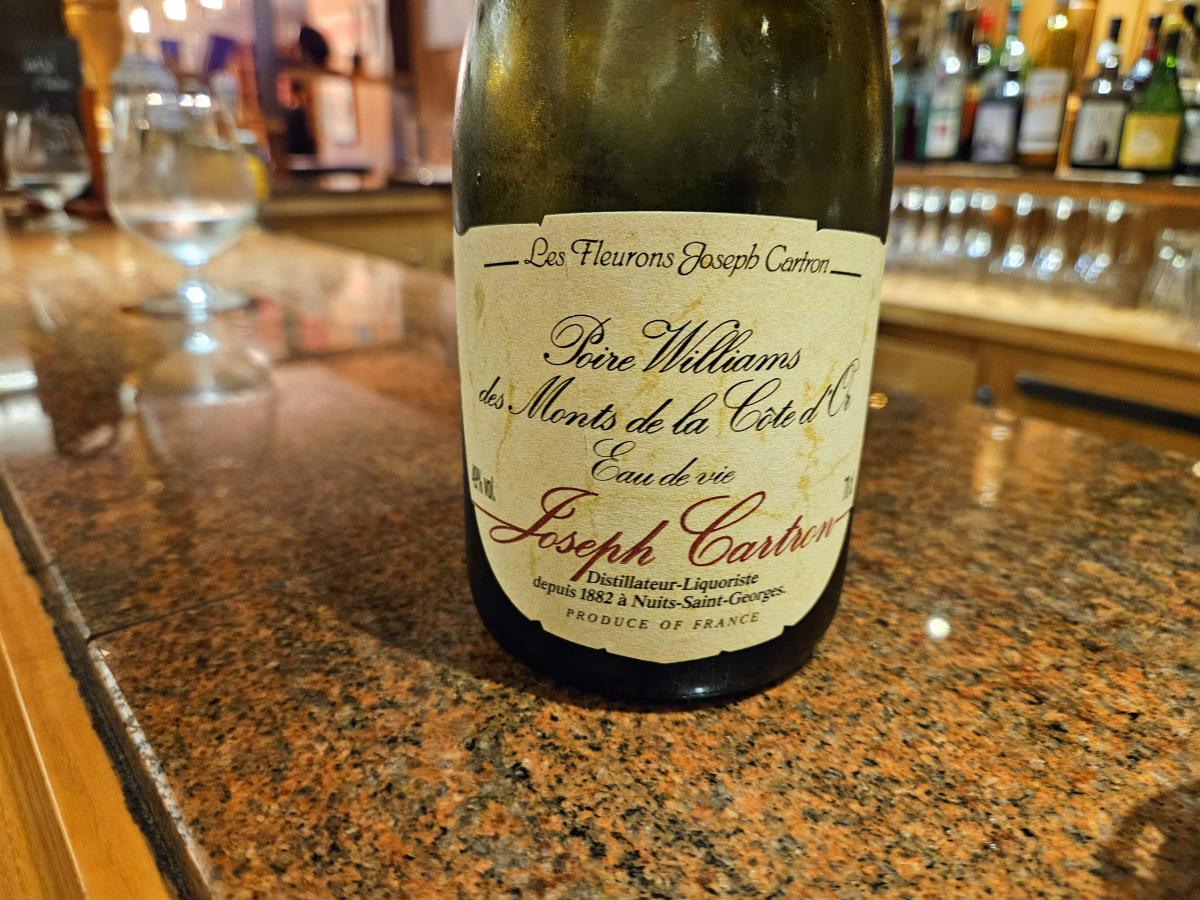 Les Fleurons Joseph Cartron
Poire Williams
des Monts de la Côte d'Or
Eau de vie
Joseph Cartron
Distillateur-Liquoriste
depuis 1882 à Nuits-Saint-Georges.
PRODUCE OF FRANCE